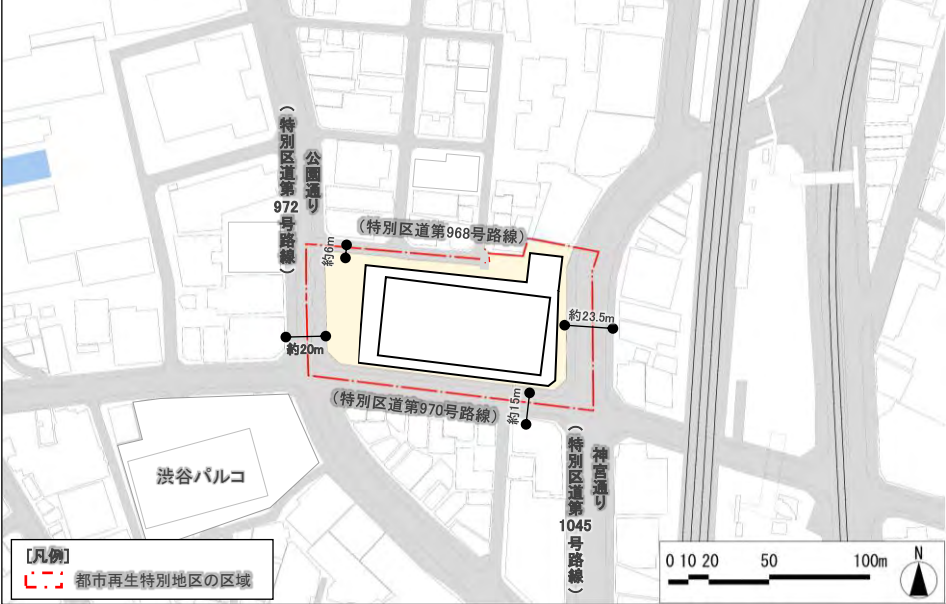 (特別区道第972号路線)
公園通り
(特別区道第968号路線)
約6m
約23.5m
約20m
(特別区道第970号路線)
約15m
神宮通り
(特別区道第1045号路線)
渋谷パルコ
[凡例]
都市再生特別地区の区域
0 10 20 50 100m
N